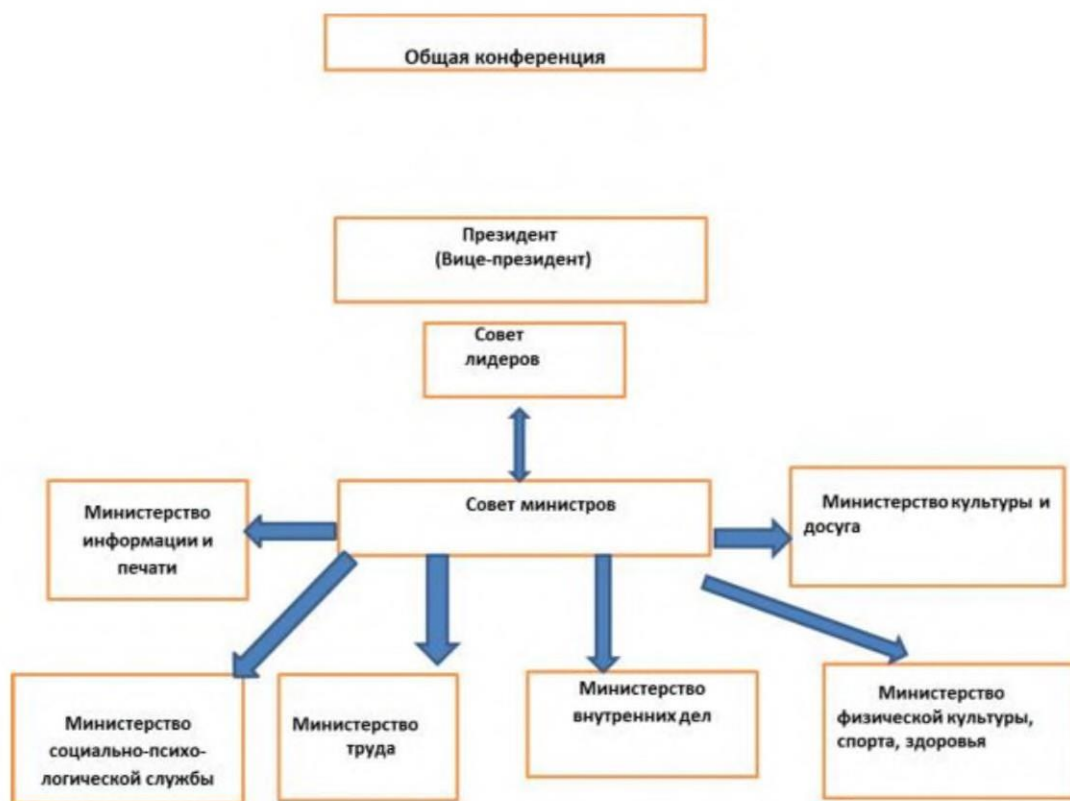 Общая конференция
Президент
(Вице-президент)
Совет
лидеров
Совет министров
Министерство
информации и
печати
Министерство культуры и
досуга
Министерство
социально-психо-
логической службы
Министерство
труда
Министерство
внутренних дел
Министерство
физической культуры,
спорта, здоровья